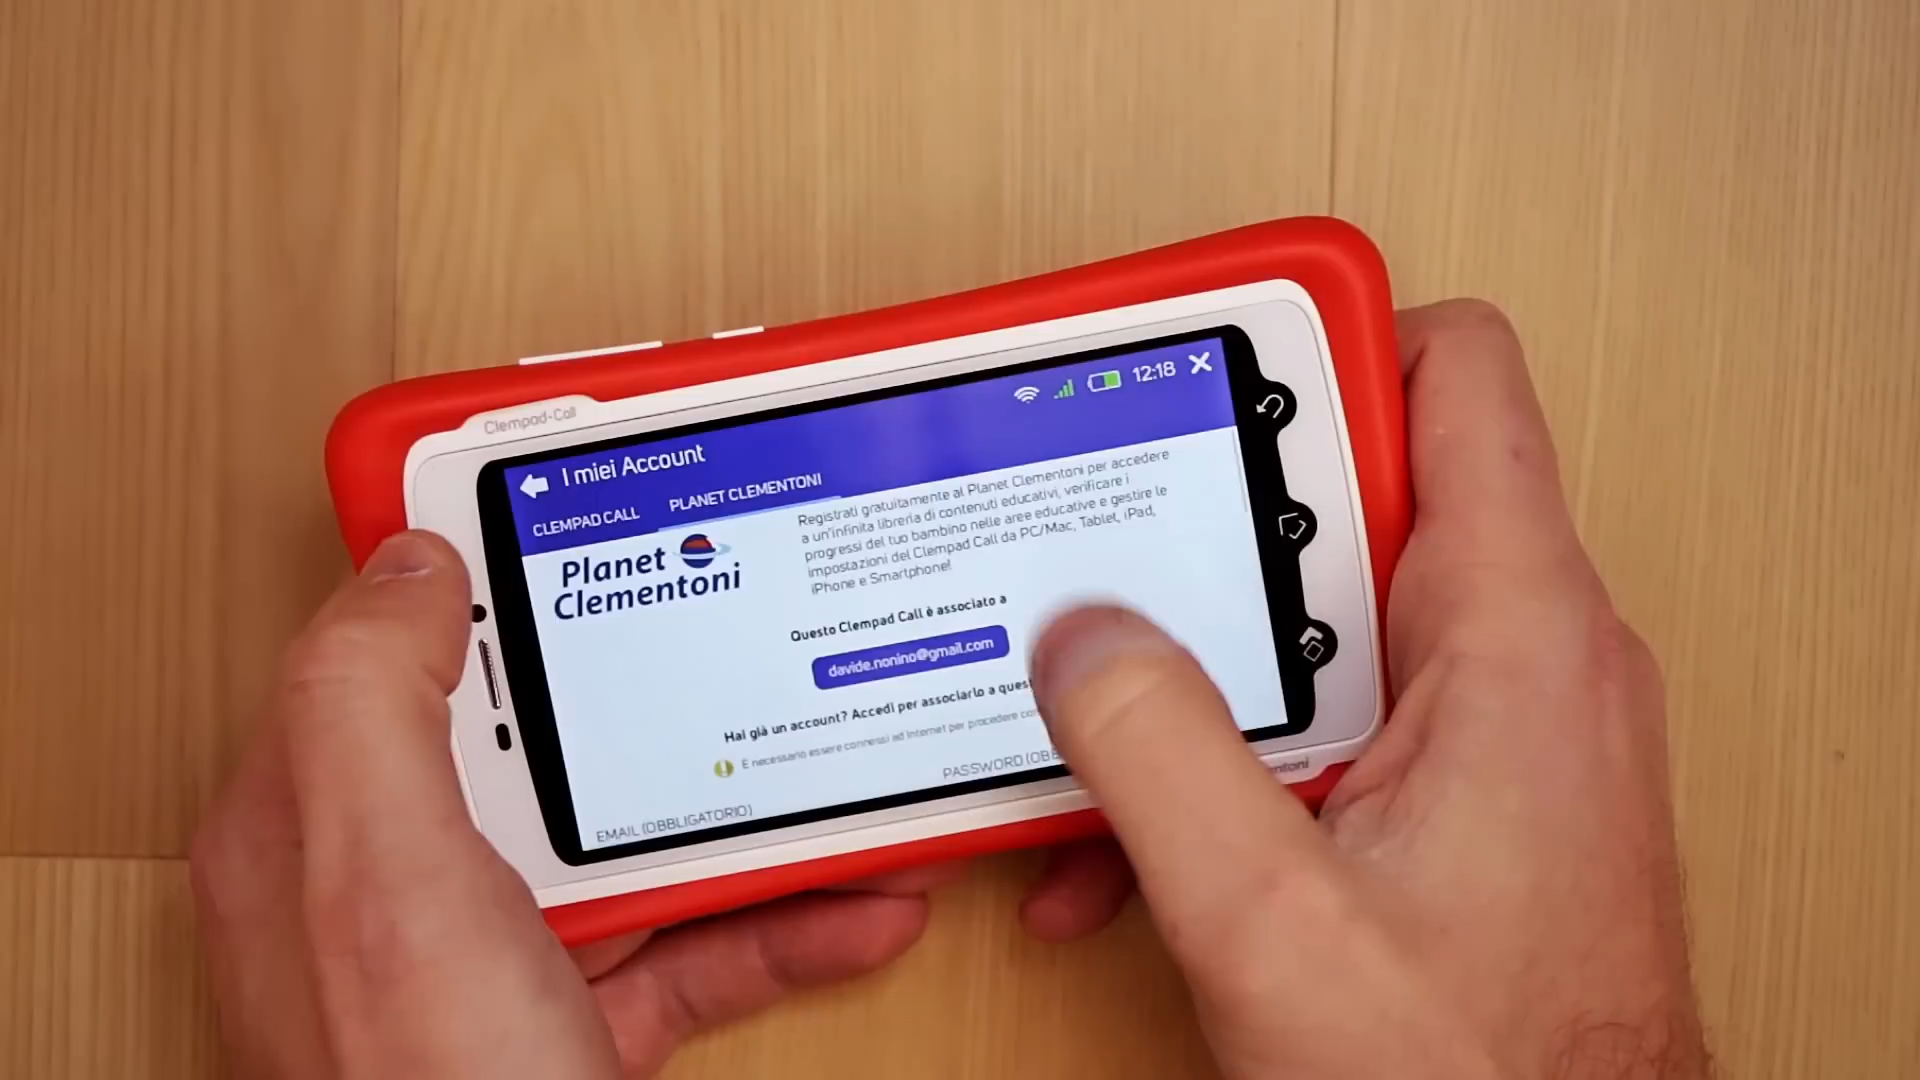 Clempad-Call
12:18
I miei Account
CLEMPAD CALL
PLANET CLEMENTONI
Planet
Clementoni
Registrati gratuitamente al Planet Clementoni per accedere
a un'infinita libreria di contenuti educativi, verificare i
progressi del tuo bambino nelle aree educative e gestire le
impostazioni del Clempad Call da PC/Mac, Tablet, iPad,
iPhone e Smartphone!
Questo Clempad Call è associato a
davide.nonino@gmail.com
Hai già un account? Accedi per associarlo a
È necessario essere connessi ad Internet per procedere
PASSWORD
EMAIL (OBBLIGATORIO)